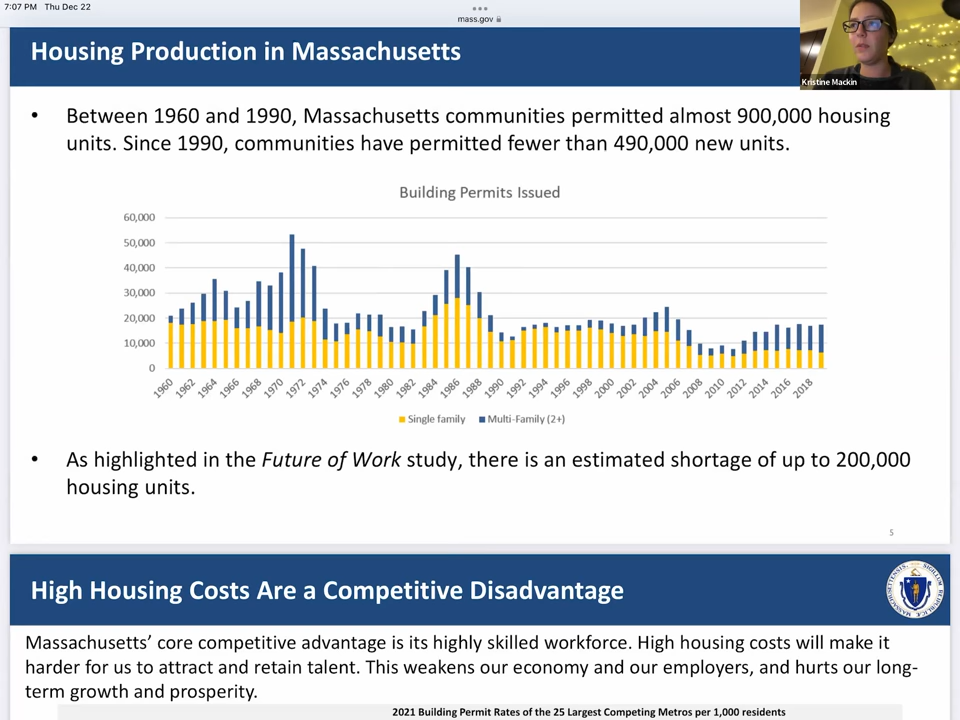 7:07 PM Thu Dec 22
mass.gov
Kristine Mackin
Housing Production in Massachusetts
• Between 1960 and 1990, Massachusetts communities permitted almost 900,000 housing
units. Since 1990, communities have permitted fewer than 490,000 new units.
Building Permits Issued
60,000
50,000
40,000
30,000
20,000
10,000
0
1960 1962 1964 1966 1968 1970 1972 1974 1976 1978 1980 1982 1984 1986 1988 1990 1992 1994 1996 1998 2000 2002 2004 2006 2008 2010 2012 2014 2016 2018
Single family Multi-Family (2+)
• As highlighted in the Future of Work study, there is an estimated shortage of up to 200,000
housing units.
5
High Housing Costs Are a Competitive Disadvantage
Massachusetts’ core competitive advantage is its highly skilled workforce. High housing costs will make it
harder for us to attract and retain talent. This weakens our economy and our employers, and hurts our long-
term growth and prosperity.
2021 Building Permit Rates of the 25 Largest Competing Metros per 1,000 residents